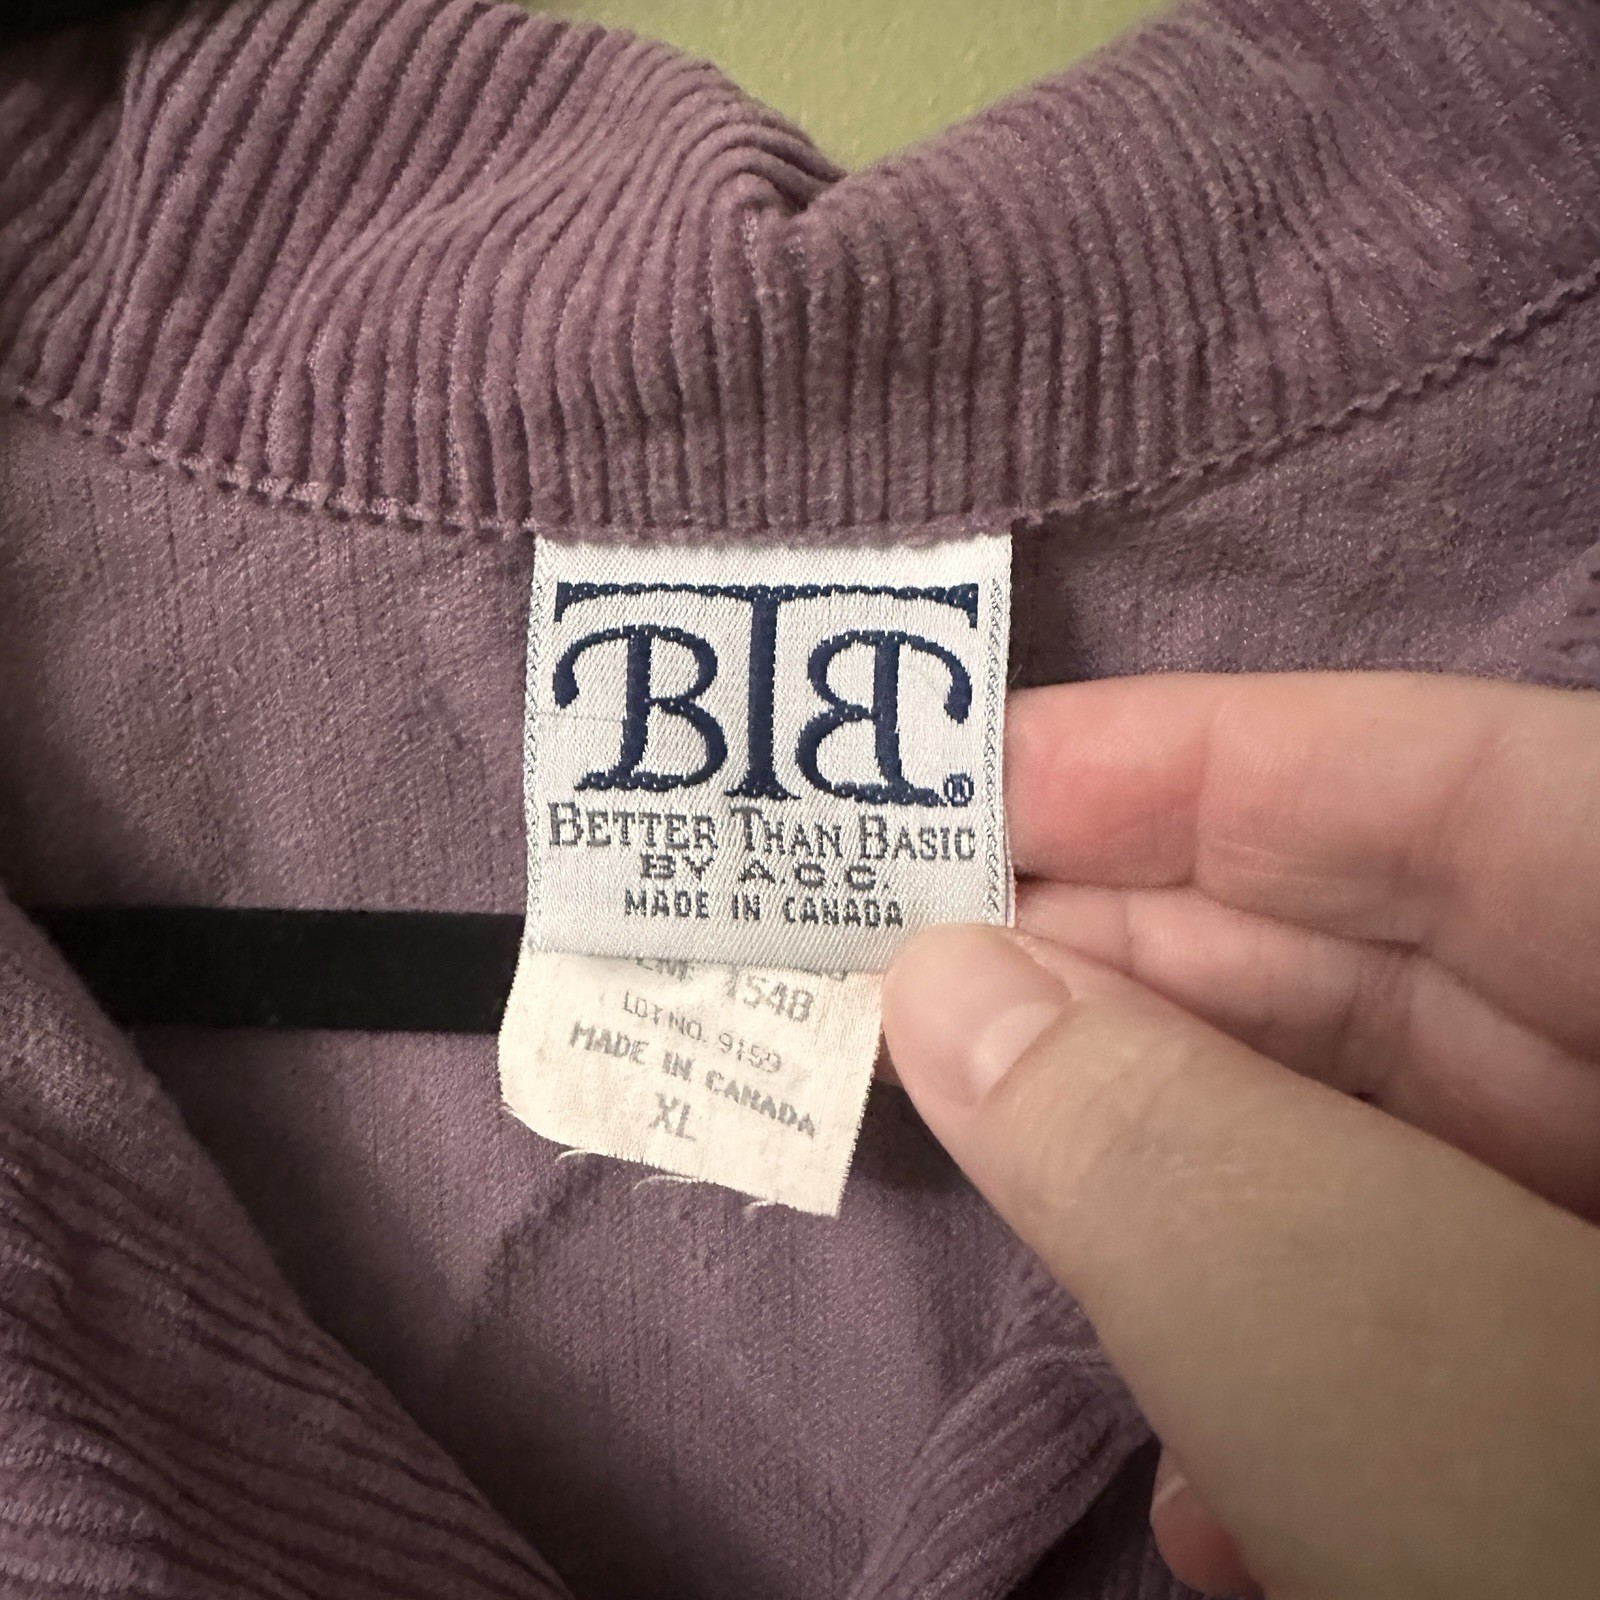 BTB®
BETTER THAN BASIC
BY A.C.C.
MADE IN CANADA
1548
LOT NO. 9159
MADE IN CANADA
XL